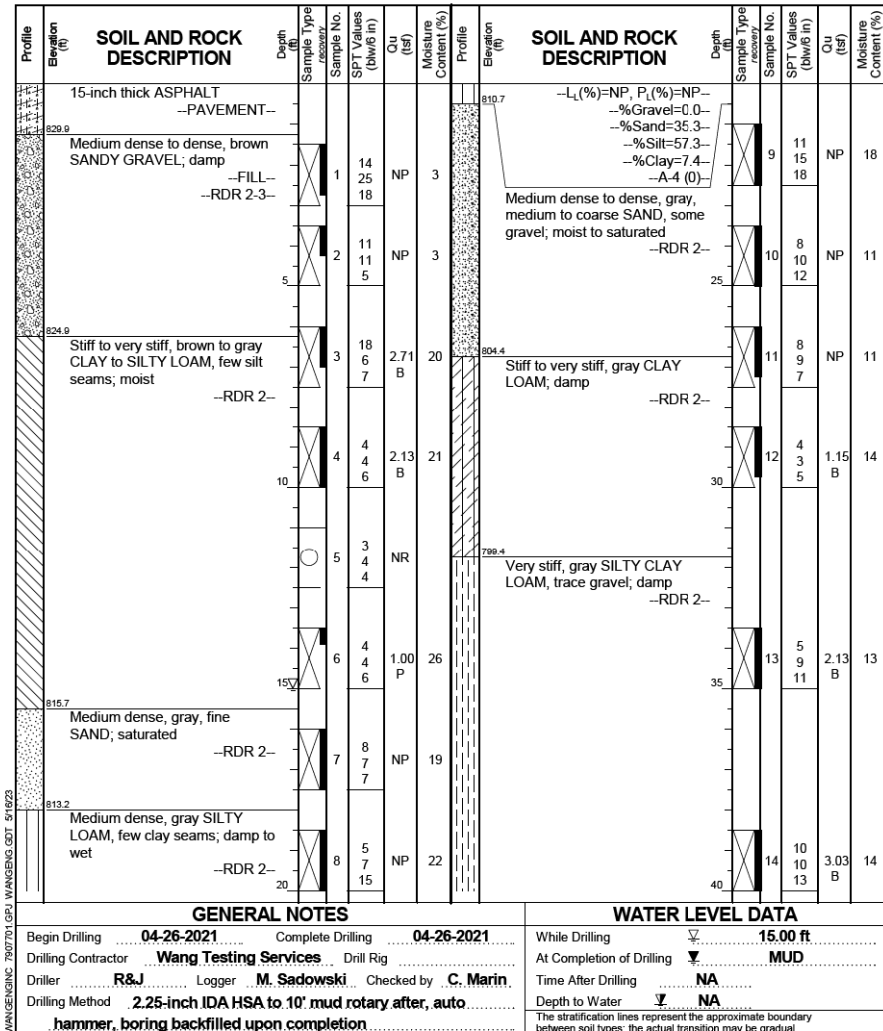 Profile
Elevation (ft)
SOIL AND ROCK
DESCRIPTION
Depth (ft)
Sample Type
recovery
Sample No.
SPT Values (blw/6 in)
Qu (tsf)
Moisture Content (%)
15-inch thick ASPHALT
--PAVEMENT--
829.9
Medium dense to dense, brown
SANDY GRAVEL; damp
--FILL--
--RDR 2-3--
1
14
25
18
NP
3
2
11
11
5
NP
3
5
824.9
Stiff to very stiff, brown to gray
CLAY to SILTY LOAM, few silt
seams; moist
--RDR 2--
3
18
6
7
2.71
B
20
4
4
4
6
2.13
B
21
10
5
3
4
4
NR
6
4
4
6
1.00
P
26
15
815.7
Medium dense, gray, fine
SAND; saturated
--RDR 2--
7
8
7
7
NP
19
813.2
Medium dense, gray SILTY
LOAM, few clay seams; damp to
wet
--RDR 2--
8
5
7
15
NP
22
20
Profile
Elevation (ft)
SOIL AND ROCK
DESCRIPTION
Depth (ft)
Sample Type
recovery
Sample No.
SPT Values (blw/6 in)
Qu (tsf)
Moisture Content (%)
--LL(%)=NP, PL(%)=NP--
810.7
--%Gravel=0.0--
--%Sand=35.3--
--%Silt=57.3--
--%Clay=7.4--
--A-4 (0)--
9
11
15
18
NP
18
Medium dense to dense, gray,
medium to coarse SAND, some
gravel; moist to saturated
--RDR 2--
10
8
10
12
NP
11
25
804.4
Stiff to very stiff, gray CLAY
LOAM; damp
--RDR 2--
11
8
9
7
NP
11
12
4
3
5
1.15
B
14
30
799.4
Very stiff, gray SILTY CLAY
LOAM, trace gravel; damp
--RDR 2--
13
5
9
11
2.13
B
13
35
14
10
10
13
3.03
B
14
40
GENERAL NOTES
Begin Drilling 04-26-2021 Complete Drilling 04-26-2021
Drilling Contractor Wang Testing Services Drill Rig
Driller R&J Logger M. Sadowski Checked by C. Marin
Drilling Method 2.25-inch IDA HSA to 10' mud rotary after, auto
hammer, boring backfilled upon completion
WATER LEVEL DATA
While Drilling 15.00 ft
At Completion of Drilling MUD
Time After Drilling NA
Depth to Water NA
The stratification lines represent the approximate boundary
between soil types; the actual transition may be gradual
WANGENGINC 7907701.GPJ WANGENG.GDT 5/16/23